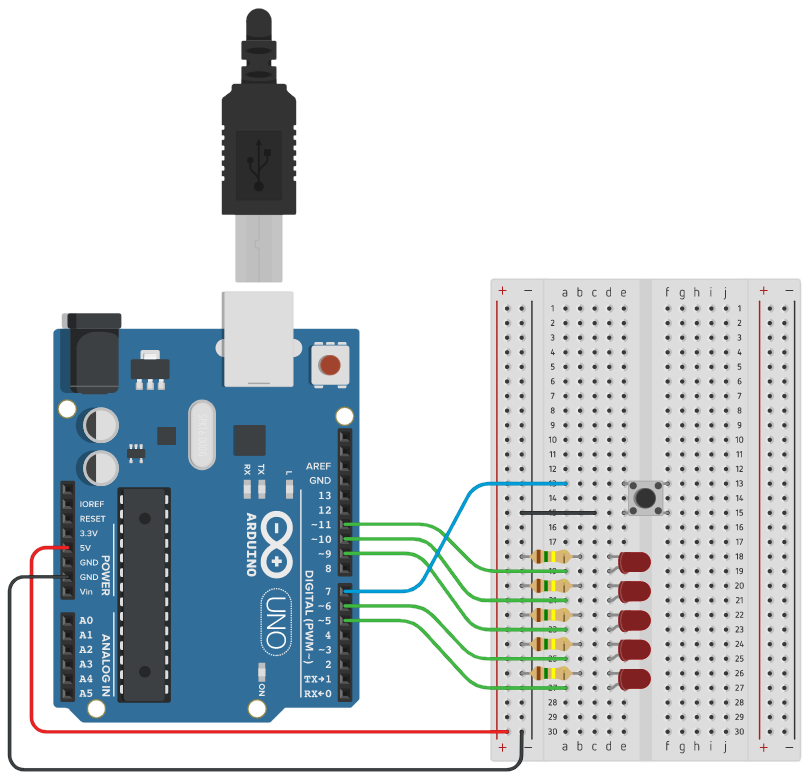 AREF
GND
13
12
~11
~10
~9
8
7
~6
~5
4
~3
2
TX→1
RX←0
DIGITAL (PWM~)
IOREF
RESET
3.3V
5V
GND
GND
Vin
POWER
A0
A1
A2
A3
A4
A5
ANALOG IN
RX
TX
L
ARDUINO
UNO
ON
+ − a b c d e f g h i j + −
1 1
2 2
3 3
4 4
5 5
6 6
7 7
8 8
9 9
10 10
11 11
12 12
13 13
14 14
15 15
16 16
17 17
18 18
19 19
20 20
21 21
22 22
23 23
24 24
25 25
26 26
27 27
28 28
29 29
30 30
+ − a b c d e f g h i j + −